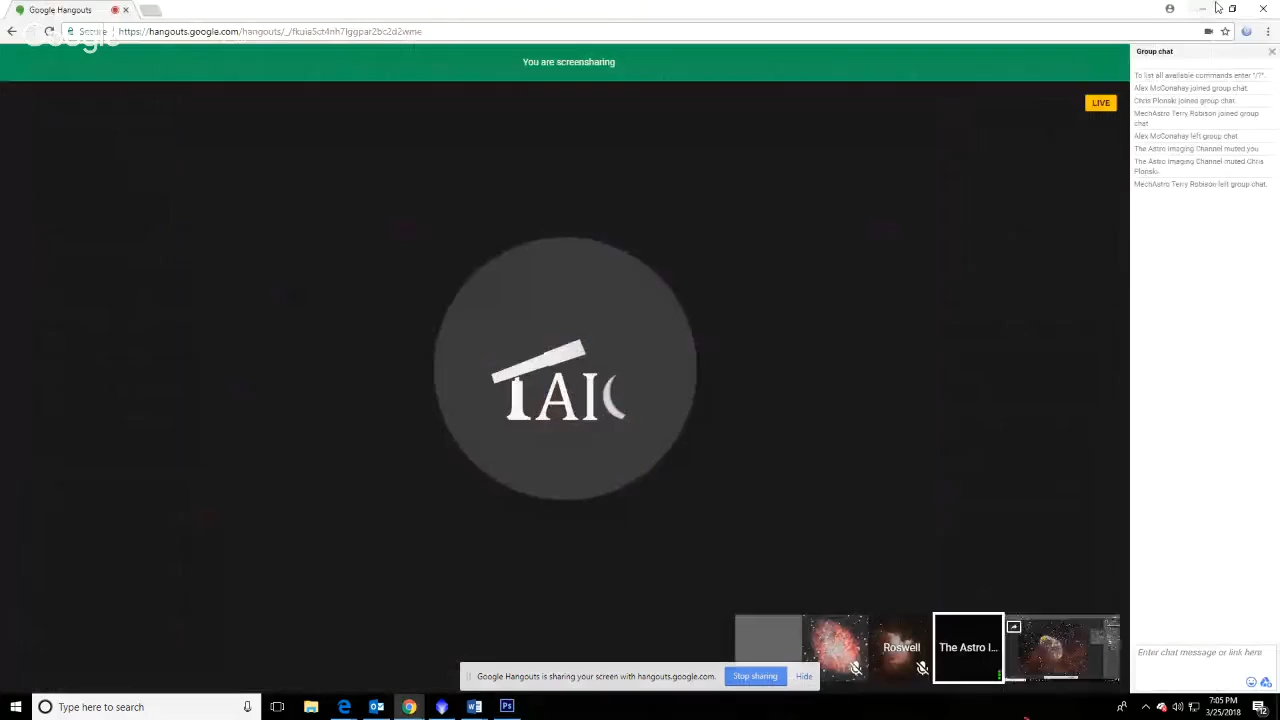 Google Hangouts
Secure
https://hangouts.google.com/hangouts/_/fkuia5ct4nh7lggpar2bc2d2wme
Google
You are screensharing
LIVE
Group chat
To list all available commands enter "/?".
Alex McConahay joined group chat.
Chris Plonski joined group chat.
MechAstro Terry Robison joined group
chat.
Alex McConahay left group chat.
The Astro Imaging Channel muted you.
The Astro Imaging Channel muted Chris
Plonski.
MechAstro Terry Robison left group chat.
TAIC
Roswell
The Astro I...
Google Hangouts is sharing your screen with hangouts.google.com.
Stop sharing
Hide
Enter chat message or link here
Type here to search
7:05 PM
3/25/2018
12